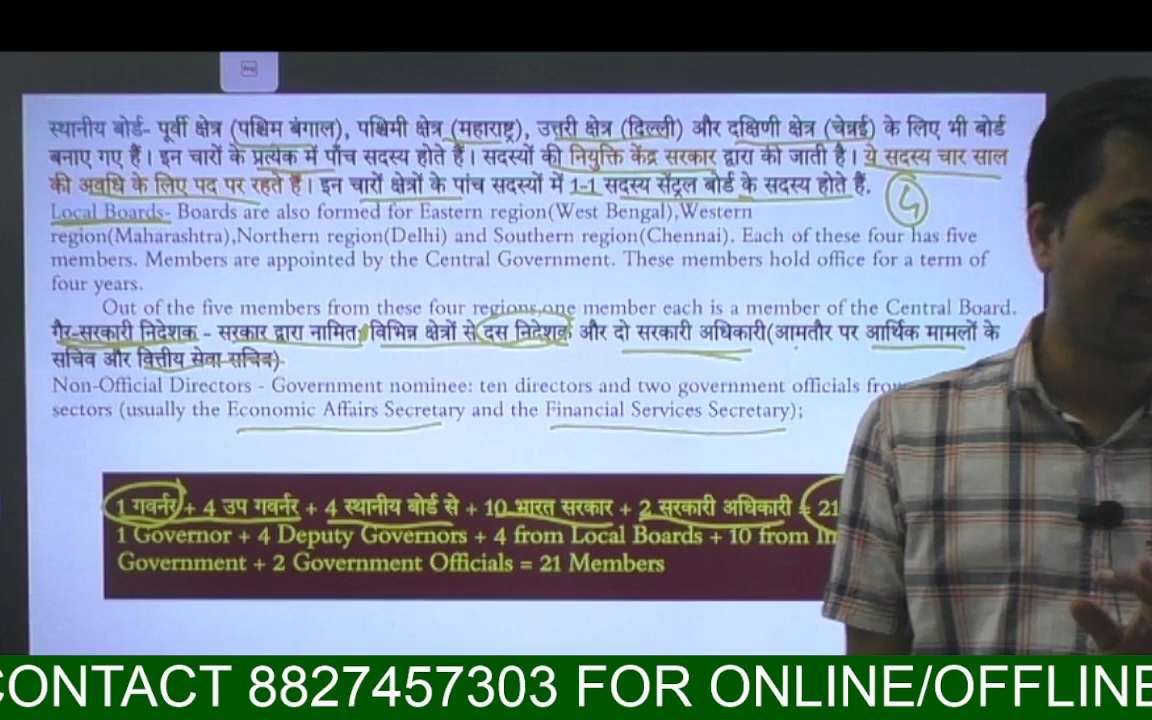 स्थानीय बोर्ड- पूर्वी क्षेत्र (पश्चिम बंगाल), पश्चिमी क्षेत्र (महाराष्ट्र), उत्तरी क्षेत्र (दिल्ली) और दक्षिणी क्षेत्र (चेन्नई) के लिए भी बोर्ड
बनाए गए हैं। इन चारों के प्रत्येक में पाँच सदस्य होते हैं। सदस्यों की नियुक्ति केंद्र सरकार द्वारा की जाती है। ये सदस्य चार साल
की अवधि के लिए पद पर रहते हैं। इन चारों क्षेत्रों के पांच सदस्यों में 1-1 सदस्य सेंट्रल बोर्ड के सदस्य होते हैं.
4
Local Boards- Boards are also formed for Eastern region(West Bengal),Western
region(Maharashtra),Northern region(Delhi) and Southern region(Chennai). Each of these four has five
members. Members are appointed by the Central Government. These members hold office for a term of
four years.
Out of the five members from these four regions one member each is a member of the Central Board.
गैर-सरकारी निदेशक - सरकार द्वारा नामित: विभिन्न क्षेत्रों से दस निदेशक और दो सरकारी अधिकारी(आमतौर पर आर्थिक मामलों के
सचिव और वित्तीय सेवा सचिव)
Non-Official Directors - Government nominee: ten directors and two government officials
sectors (usually the Economic Affairs Secretary and the Financial Services Secretary);
1 गवर्नर + 4 उप गवर्नर + 4 स्थानीय बोर्ड से + 10 भारत सरकार + 2 सरकारी अधिकारी = 21
1 Governor + 4 Deputy Governors + 4 from Local Boards + 10 from
Government + 2 Government Officials = 21 Members
CONTACT 8827457303 FOR ONLINE/OFFLINE